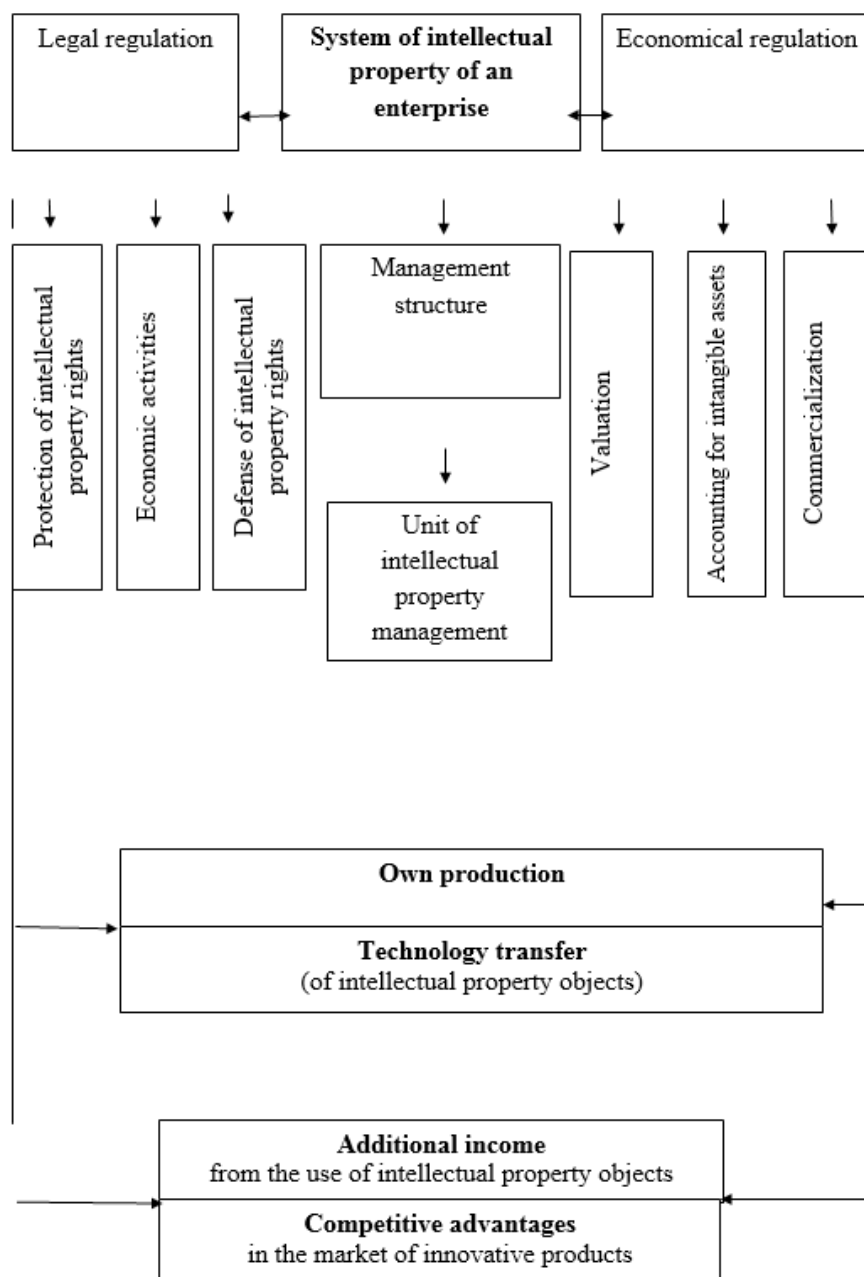 Legal regulation
System of intellectual
property of an
enterprise
Economical regulation
Protection of intellectual
property rights
Economic activities
Defense of intellectual
property rights
Management
structure
Unit of
intellectual
property
management
Valuation
Accounting for intangible assets
Commercialization
Own production
Technology transfer
(of intellectual property objects)
Additional income
from the use of intellectual property objects
Competitive advantages
in the market of innovative products